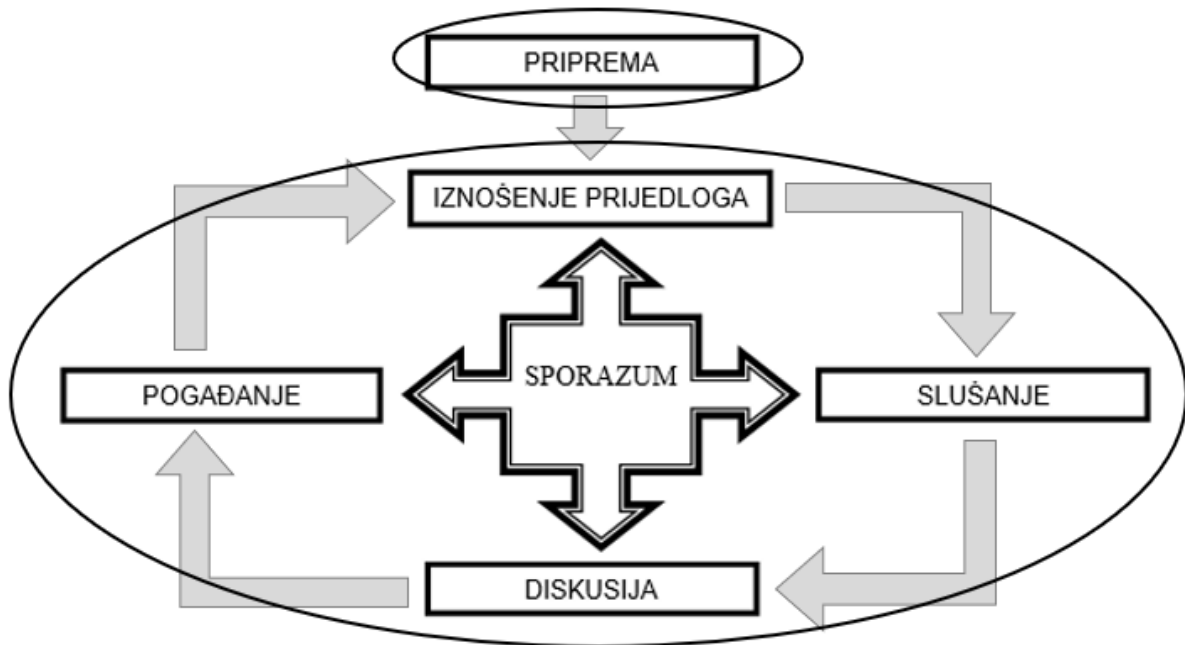 PRIPREMA
IZNOŠENJE PRIJEDLOGA
POGAĐANJE
SPORAZUM
SLUŠANJE
DISKUSIJA